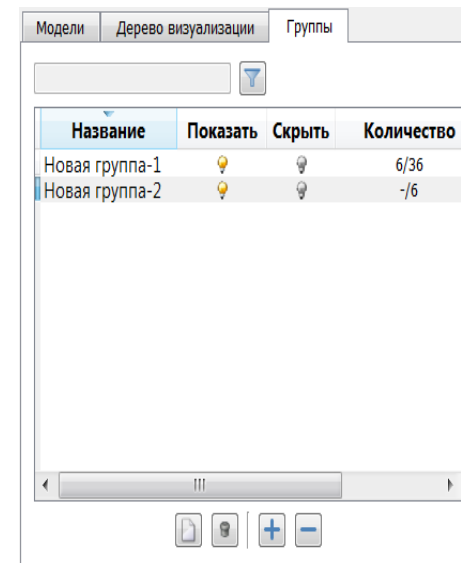 Модели Дерево визуализации Группы
Название Показать Скрыть Количество
Новая группа-1 6/36
Новая группа-2 -/6